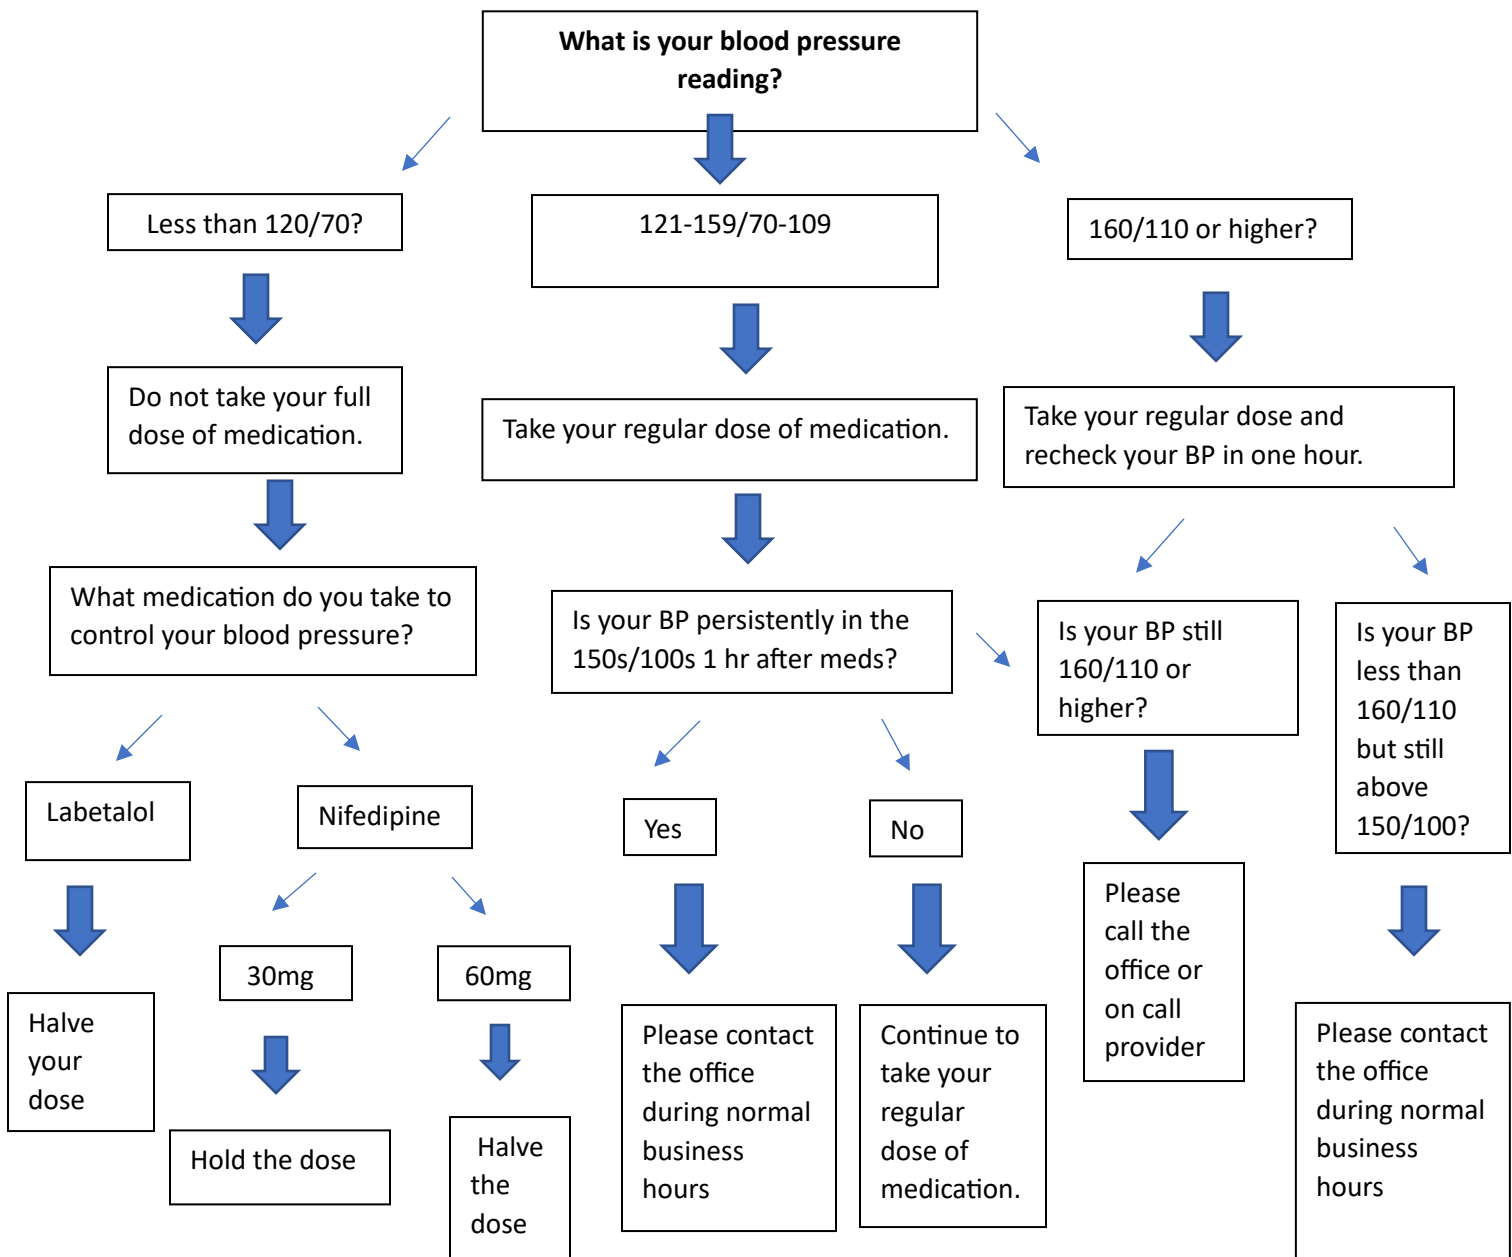 What is your blood pressure
reading?
Less than 120/70?
121-159/70-109
160/110 or higher?
Do not take your full
dose of medication.
Take your regular dose of medication.
Take your regular dose and
recheck your BP in one hour.
What medication do you take to
control your blood pressure?
Is your BP persistently in the
150s/100s 1 hr after meds?
Is your BP still
160/110 or
higher?
Is your BP
less than
160/110
but still
above
150/100?
Labetalol
Nifedipine
Yes
No
30mg
60mg
Halve
your
dose
Hold the dose
Halve
the
dose
Please contact
the office
during normal
business
hours
Continue to
take your
regular
dose of
medication.
Please
call the
office or
on call
provider
Please contact
the office
during normal
business
hours